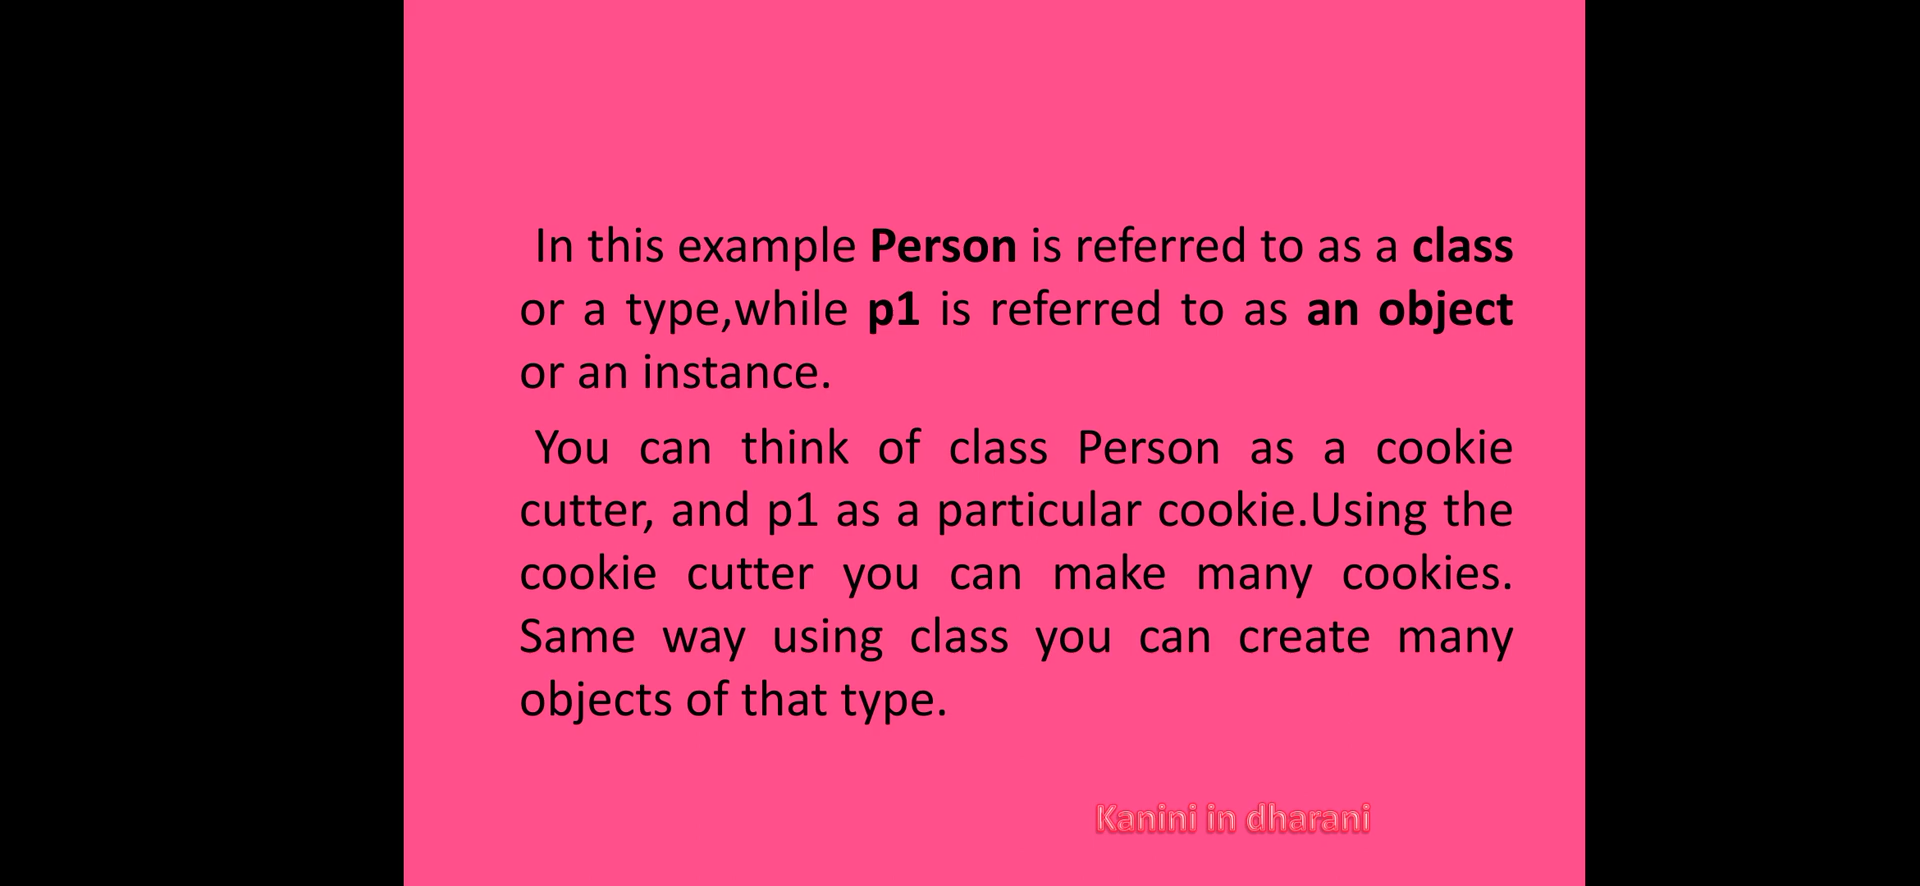 In this example Person is referred to as a class
or a type,while p1 is referred to as an object
or an instance.
You can think of class Person as a cookie
cutter, and p1 as a particular cookie.Using the
cookie cutter you can make many cookies.
Same way using class you can create many
objects of that type.
Kanini in dharani